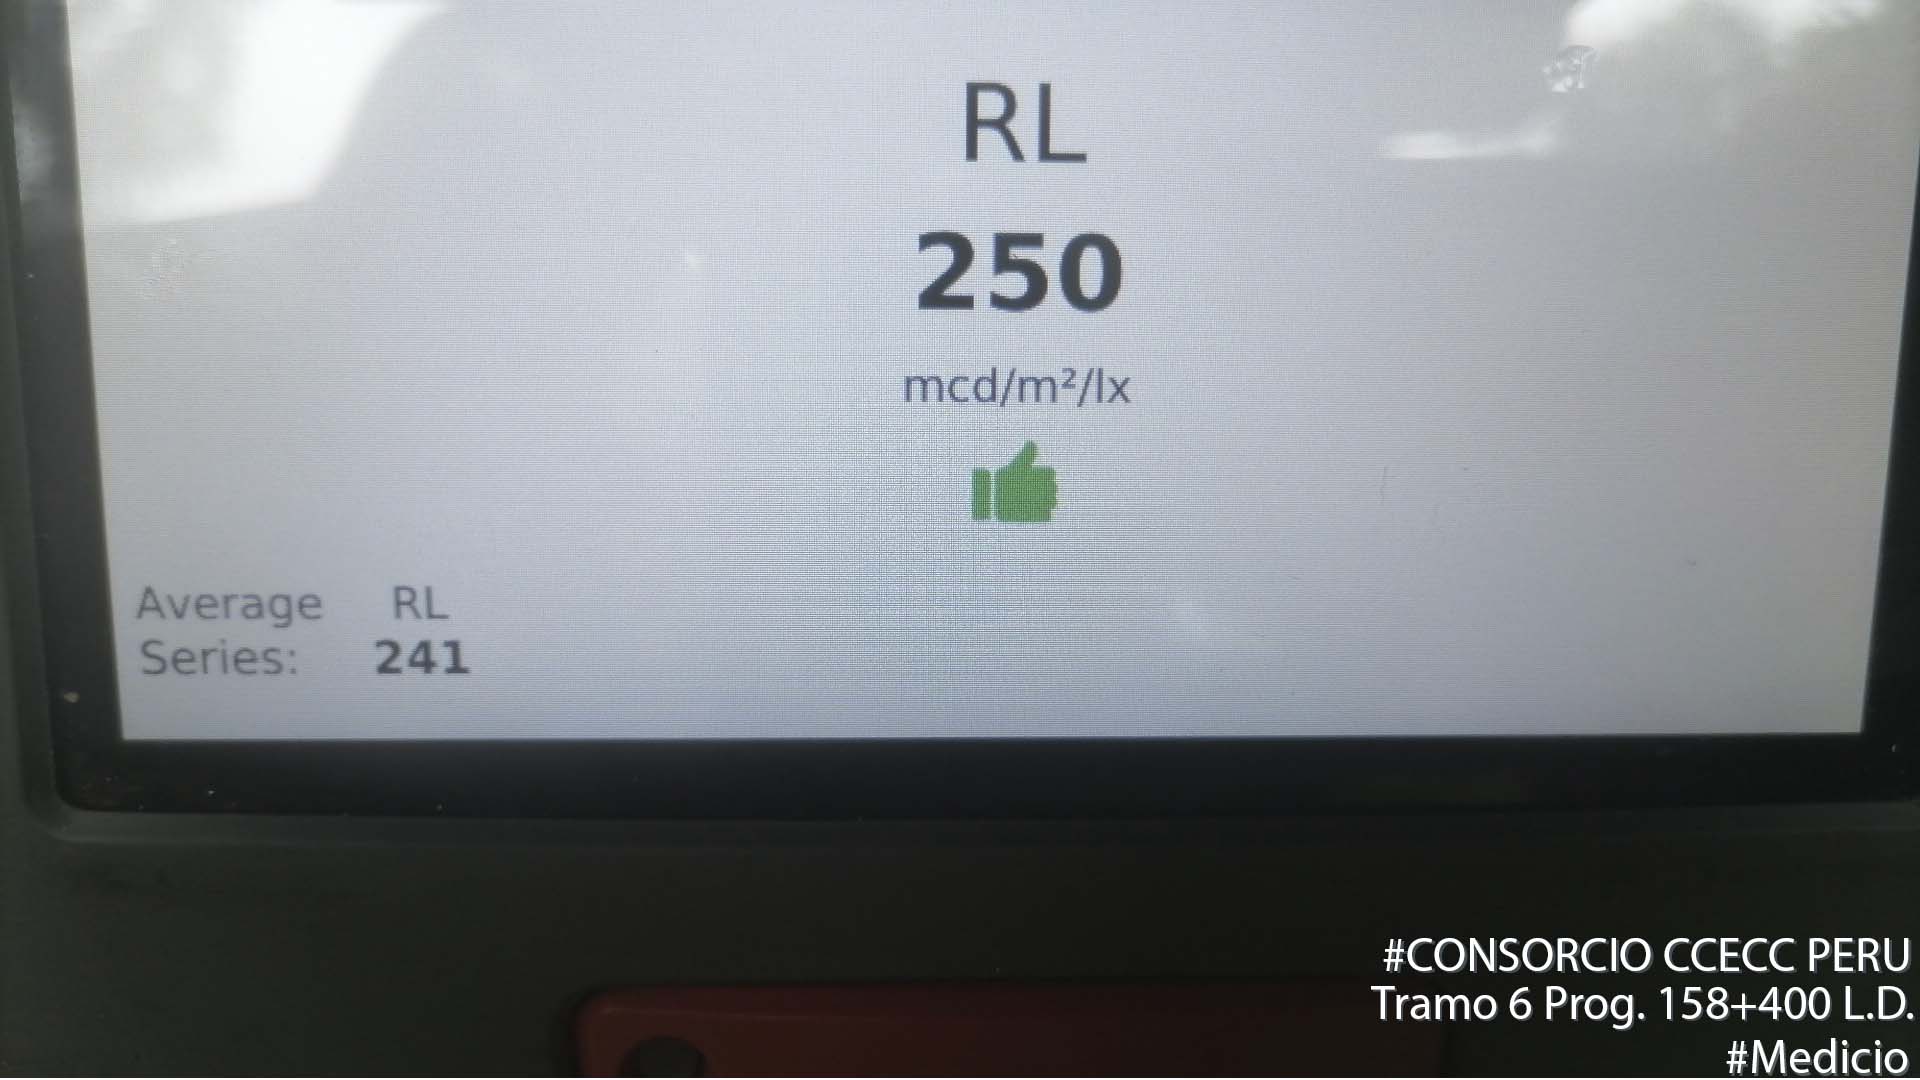 RL
250
mcd/m²/lx
Average RL
Series: 241
#CONSORCIO CCECC PERU
Tramo 6 Prog. 158+400 L.D.
#Medicio